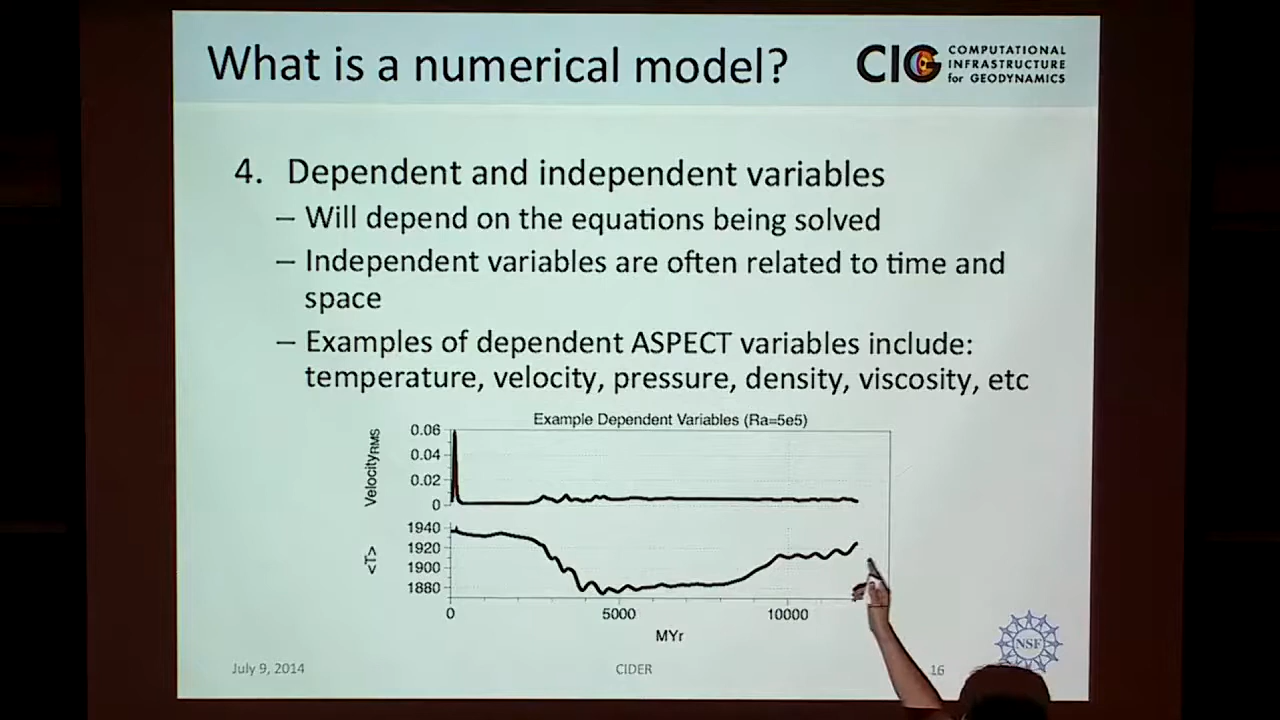 What is a numerical model?
CIG
COMPUTATIONAL
INFRASTRUCTURE
for GEODYNAMICS
4. Dependent and independent variables
– Will depend on the equations being solved
– Independent variables are often related to time and
space
– Examples of dependent ASPECT variables include:
temperature, velocity, pressure, density, viscosity, etc
Example Dependent Variables (Ra=5e5)
VelocityRMS
0.06
0.04
0.02
0
<T>
1940
1920
1900
1880
0 5000 10000
MYr
July 9, 2014 CIDER 16
NSF